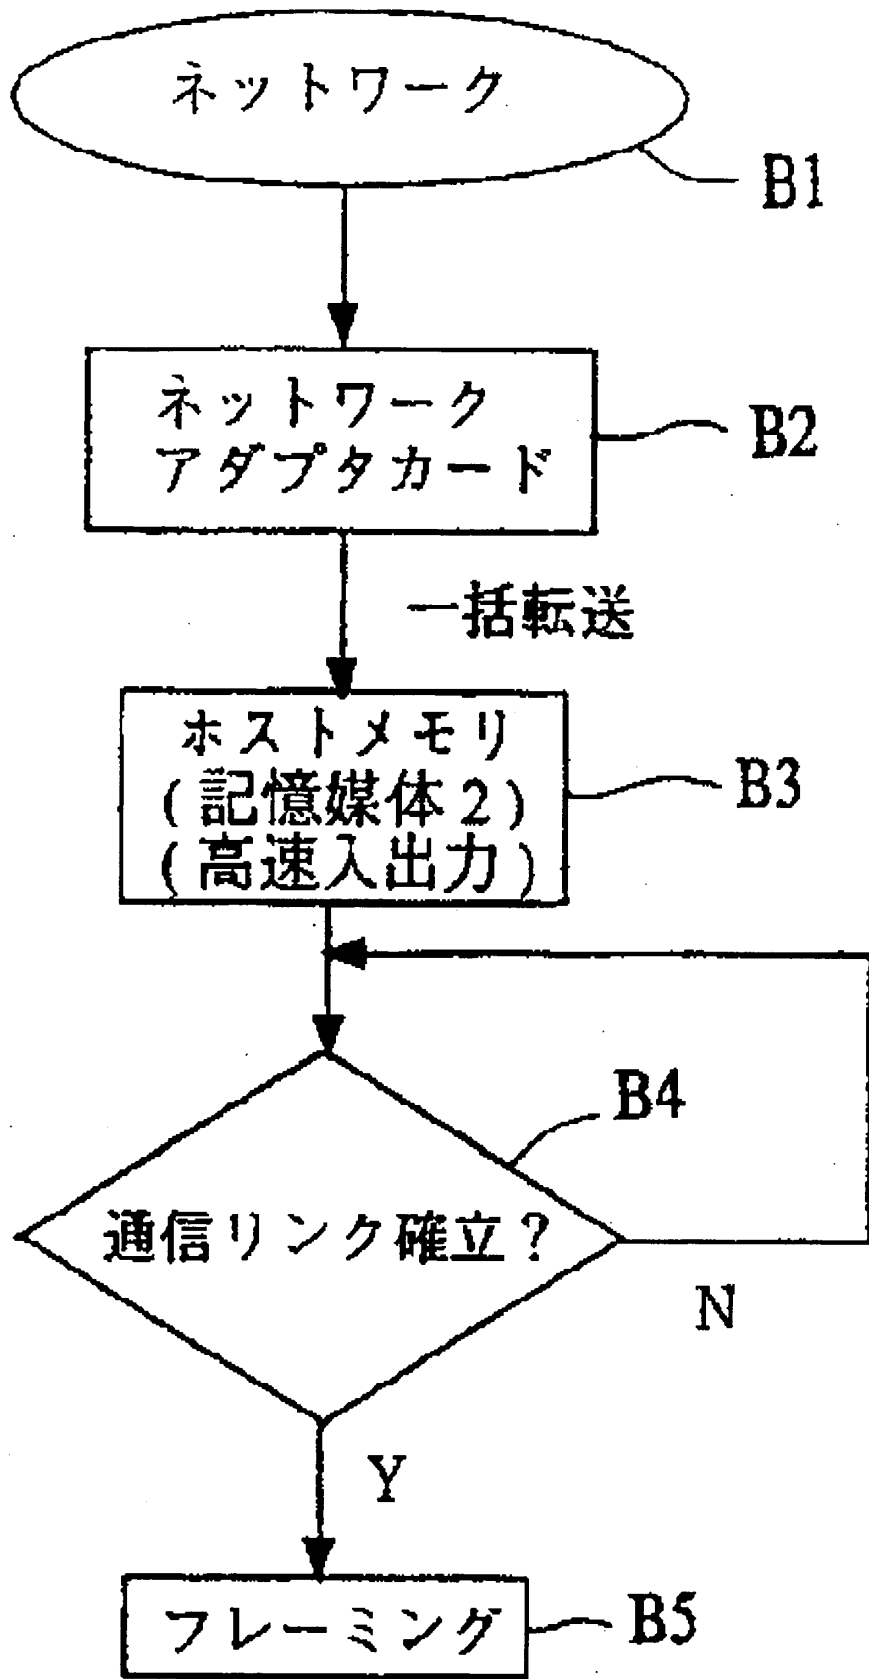 ネットワーク
B1
ネットワーク
アダプタカード
B2
一括転送
ホストメモリ
(記憶媒体2)
(高速入出力)
B3
B4
通信リンク確立?
N
Y
フレーミング
B5